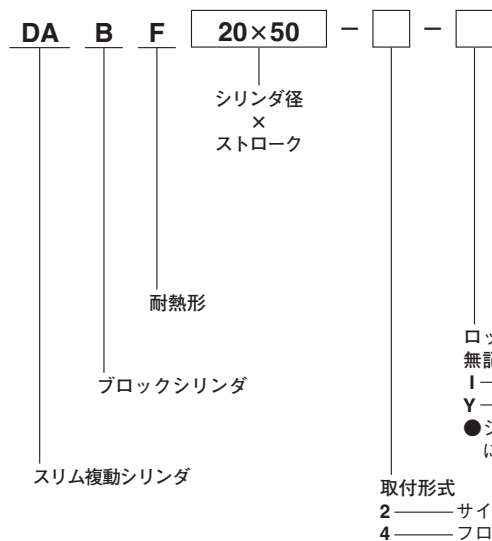 DA B F 20×50 − −
シリンダ径
×
ストローク
耐熱形
ブロックシリンダ
スリム複動シリンダ
ロッ
無記
I
Y
●シ
に
取付形式
2 サイ
4 フロ